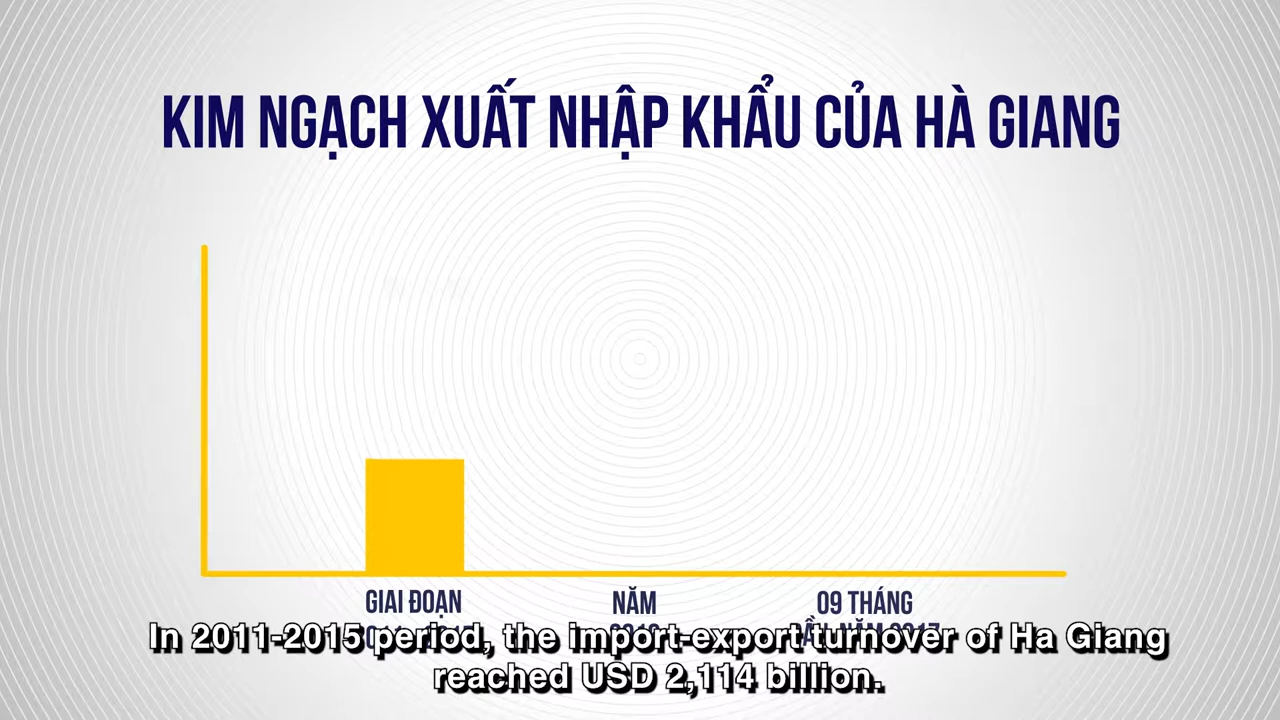 KIM NGẠCH XUẤT NHẬP KHẨU CỦA HÀ GIANG
GIAI ĐOẠN
NĂM
09 THÁNG
In 2011-2015 period, the import-export turnover of Ha Giang
reached USD 2,114 billion.